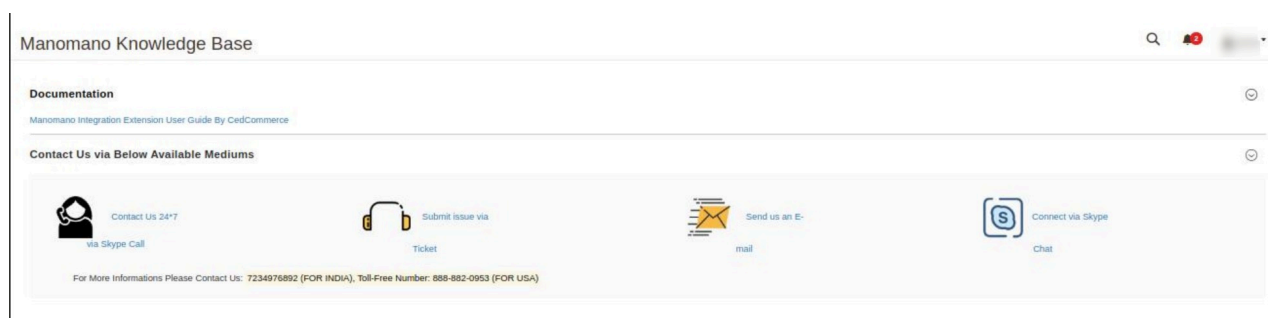 Manomano Knowledge Base
2
Documentation
Manomano Integration Extension User Guide By CedCommerce
Contact Us via Below Available Mediums
Contact Us 24*7
via Skype Call
Submit issue via
Ticket
Send us an E-
mail
S
Connect via Skype
Chat
For More Informations Please Contact Us: 7234976892 (FOR INDIA), Toll-Free Number: 888-882-0953 (FOR USA)